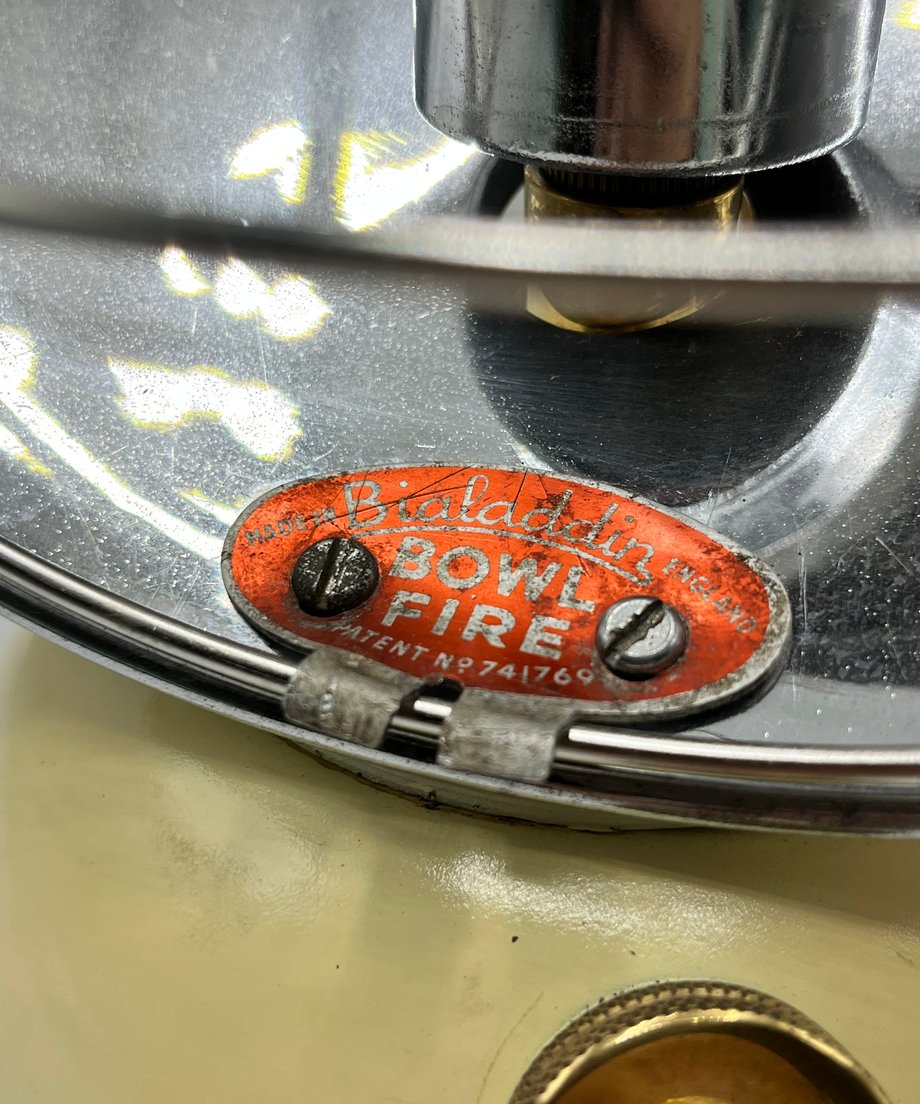 Bialaddin
MADE IN ENGLAND
BOWL
FIRE
PATENT Nº 741769